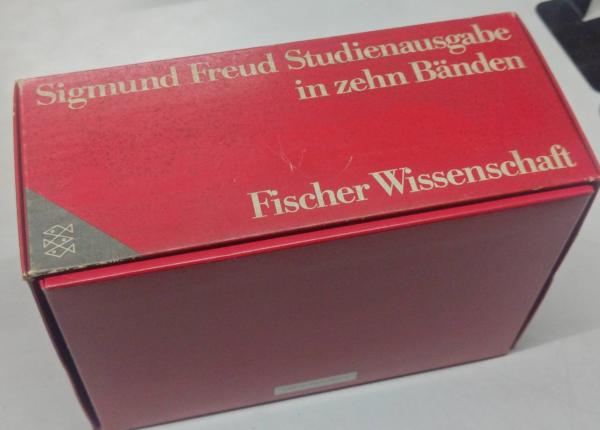 Sigmund Freud Studienausgabe
in zehn Bänden
Fischer Wissenschaft